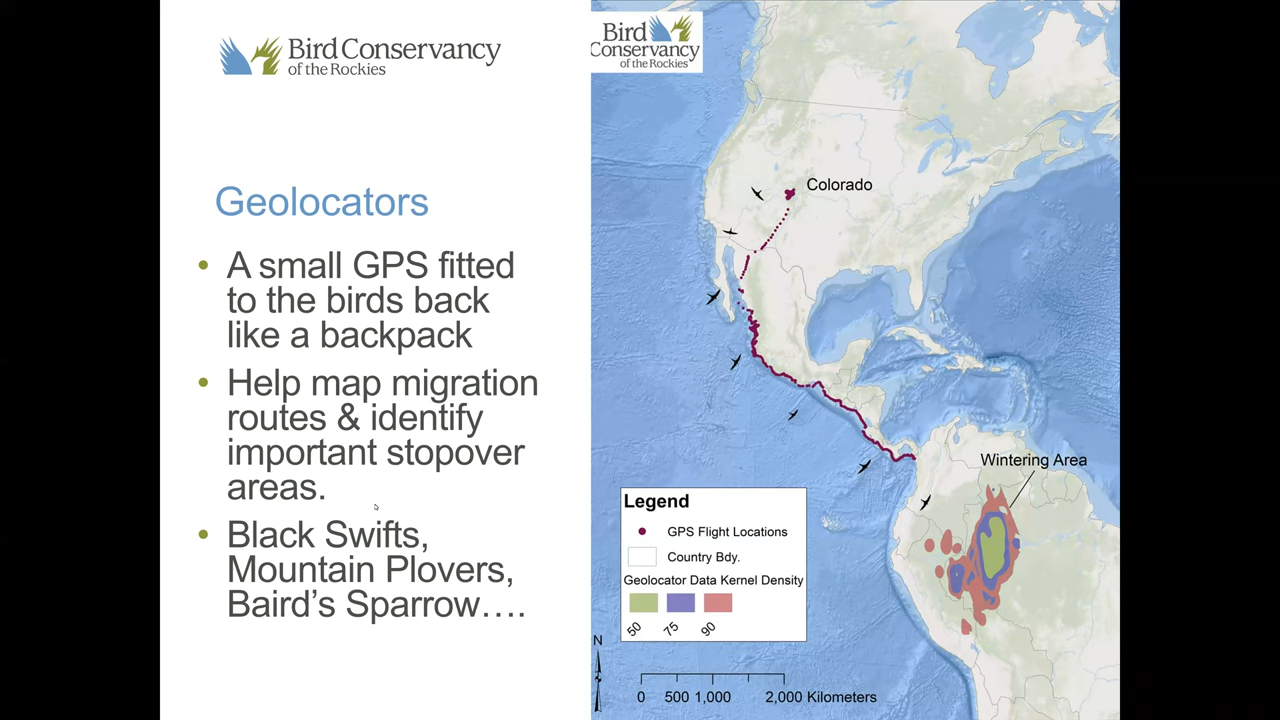 Bird Conservancy
of the Rockies
Geolocators
• A small GPS fitted
to the birds back
like a backpack
• Help map migration
routes & identify
important stopover
areas.
• Black Swifts,
Mountain Plovers,
Baird’s Sparrow….
Bird
Conservancy
of the Rockies
Colorado
Wintering Area
Legend
GPS Flight Locations
Country Bdy.
Geolocator Data Kernel Density
50 75 90
N
0 500 1,000 2,000 Kilometers